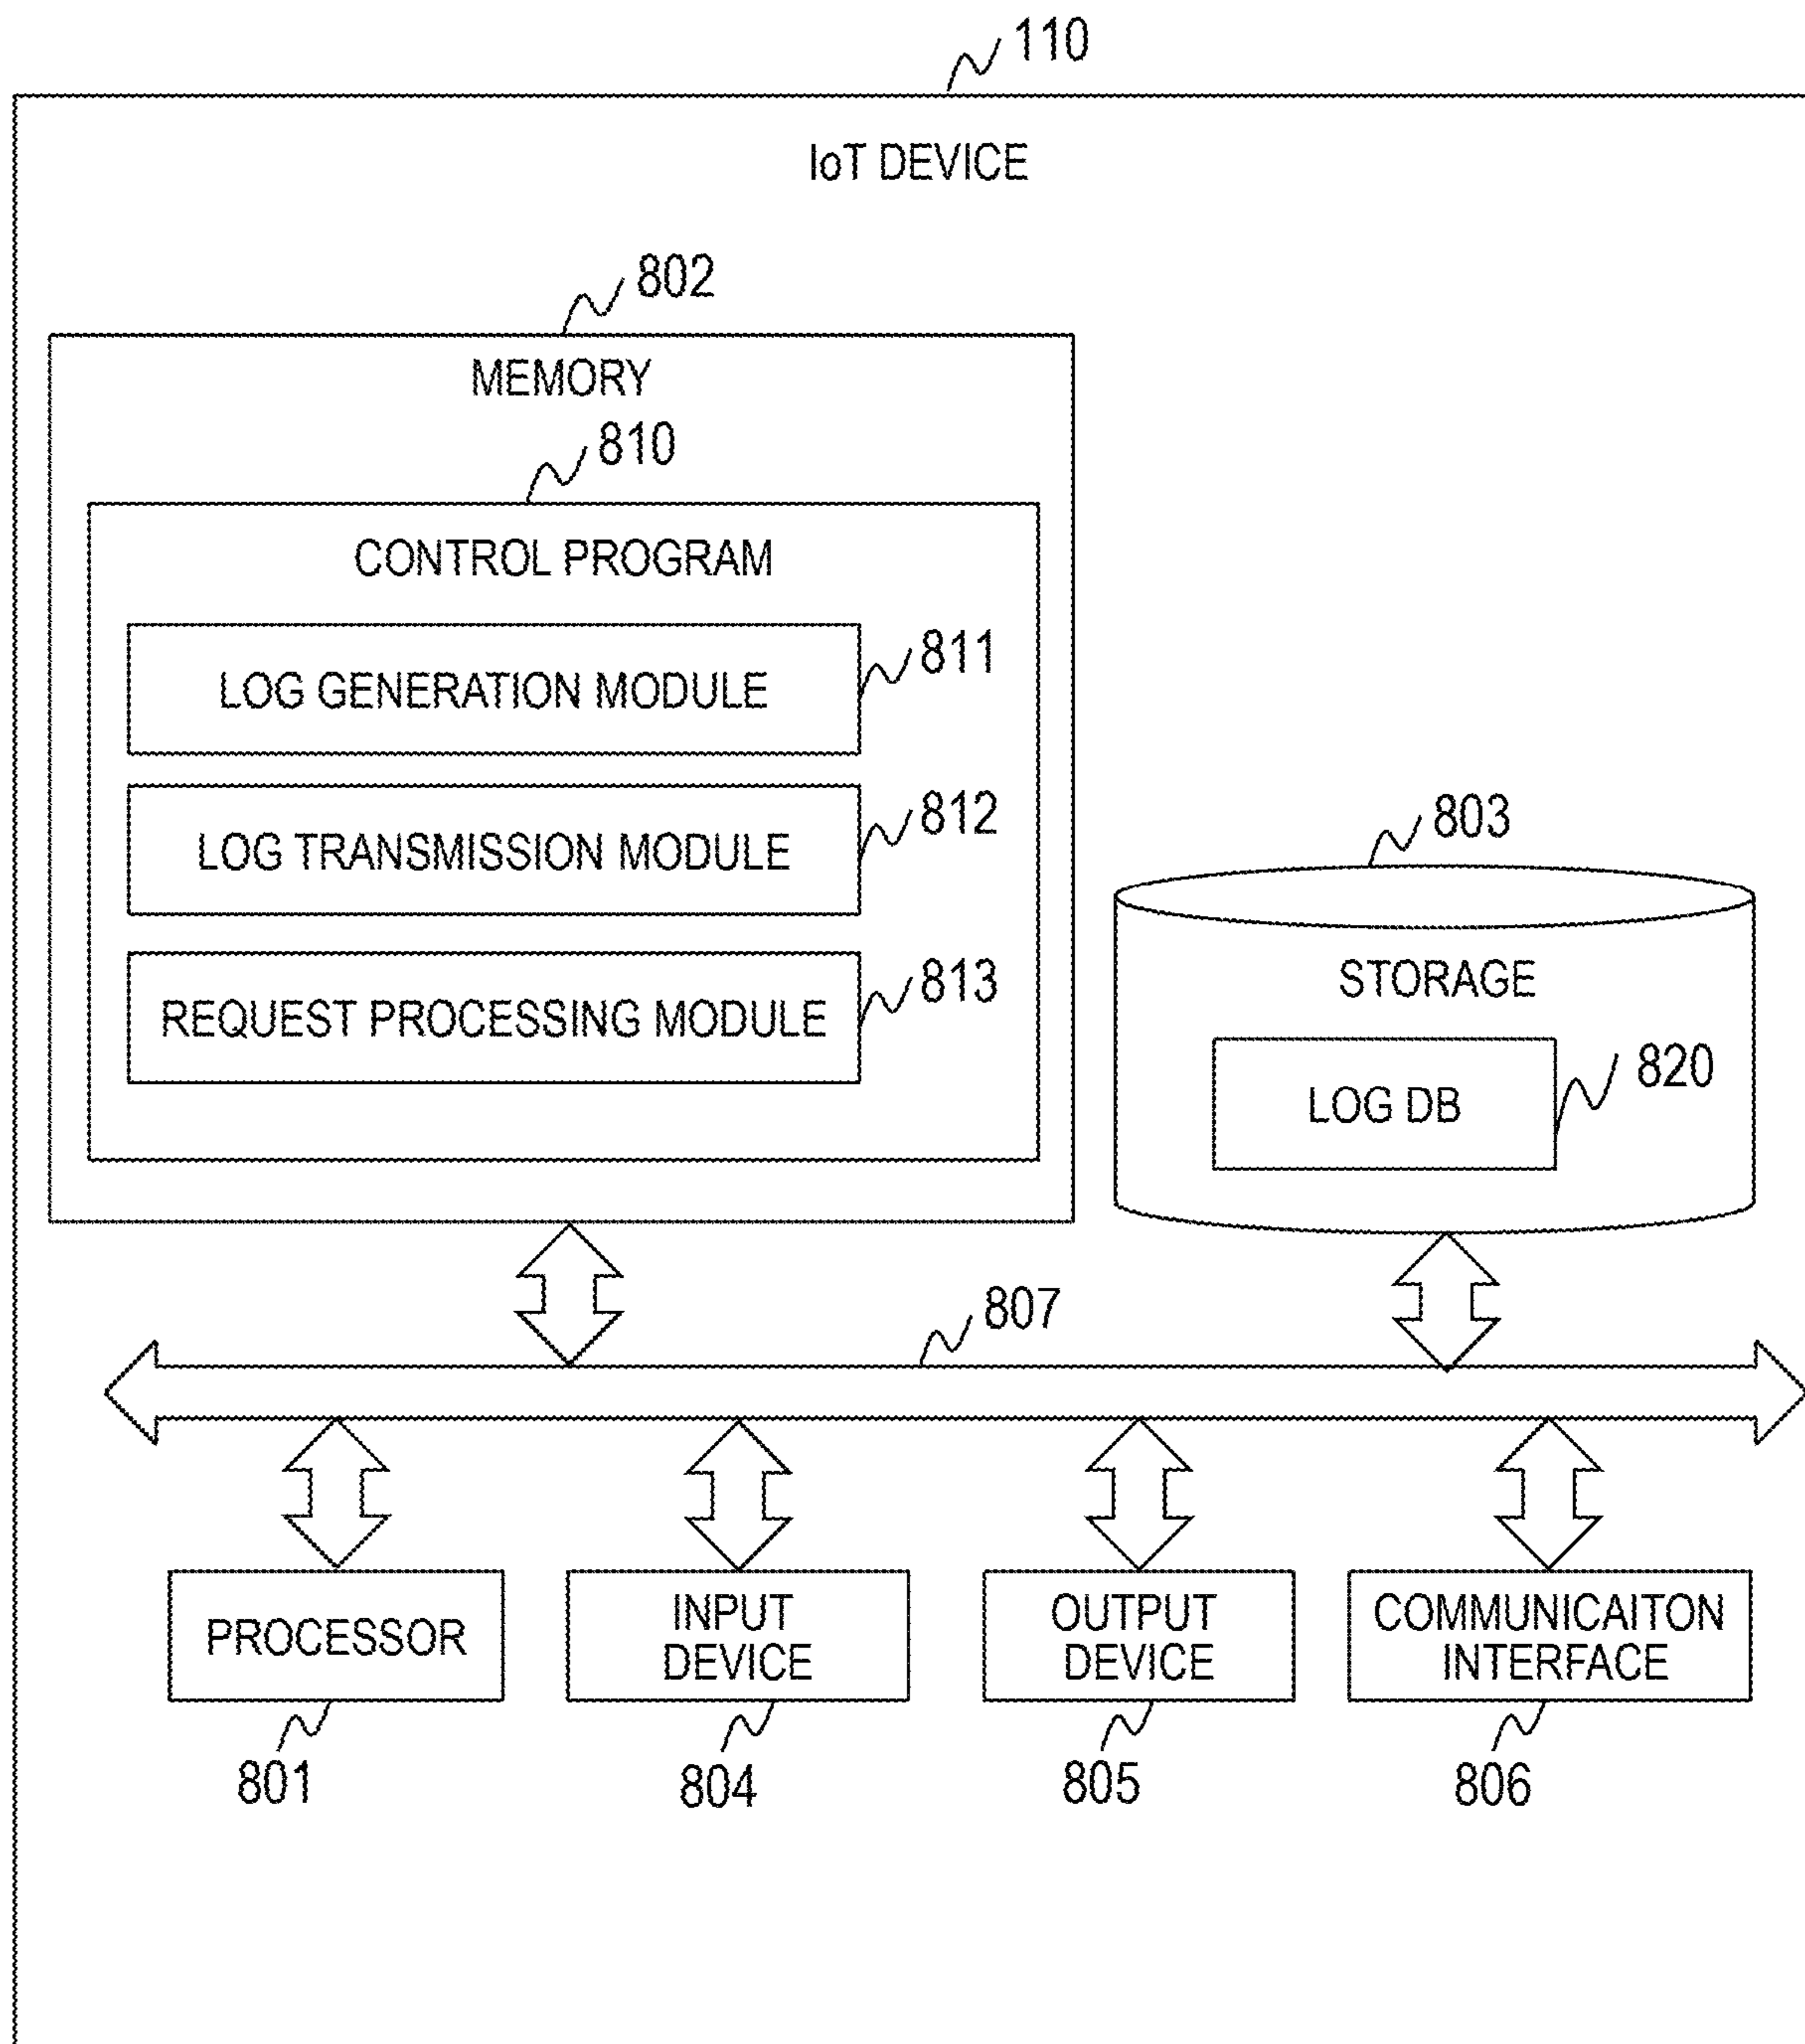 110
IoT DEVICE
802
MEMORY
810
CONTROL PROGRAM
LOG GENERATION MODULE
811
LOG TRANSMISSION MODULE
812
REQUEST PROCESSING MODULE
813
803
STORAGE
LOG DB
820
807
PROCESSOR
801
INPUT
DEVICE
804
OUTPUT
DEVICE
805
COMMUNICAITON
INTERFACE
806